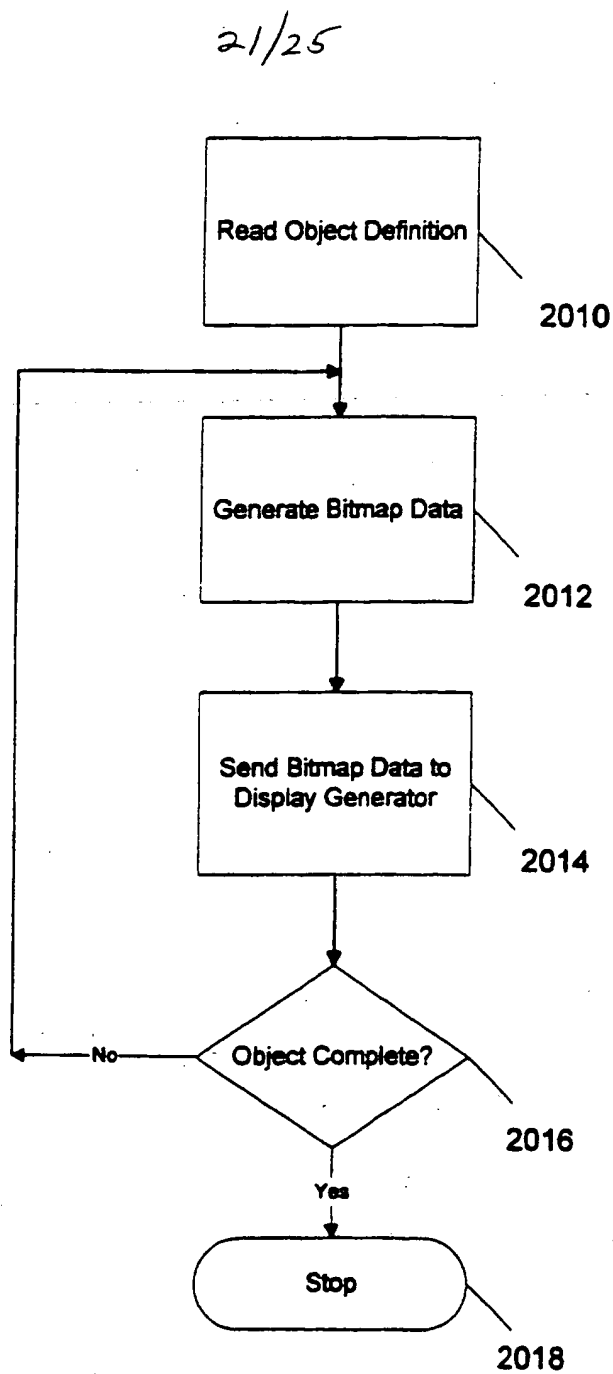 21/25
Read Object Definition
2010
Generate Bitmap Data
2012
Send Bitmap Data to
Display Generator
2014
No
Object Complete?
2016
Yes
Stop
2018